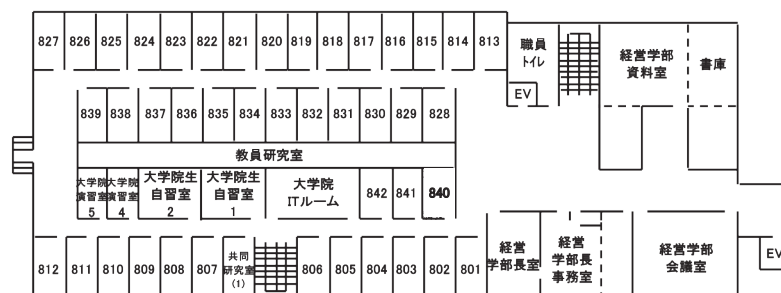 827 826 825 824 823 822 821 820 819 818 817 816 815 814 813
職員
トイレ
EV
経営学部
資料室
書庫
839 838 837 836 835 834 833 832 831 830 829 828
教員研究室
大学院
演習室
5
大学院
演習室
4
大学院生
自習室
2
大学院生
自習室
1
大学院
ITルーム
842 841 840
812 811 810 809 808 807
共同
研究室
(1)
806 805 804 803 802 801
経営
学部長室
経営
学部長
事務室
経営学部
会議室
EV